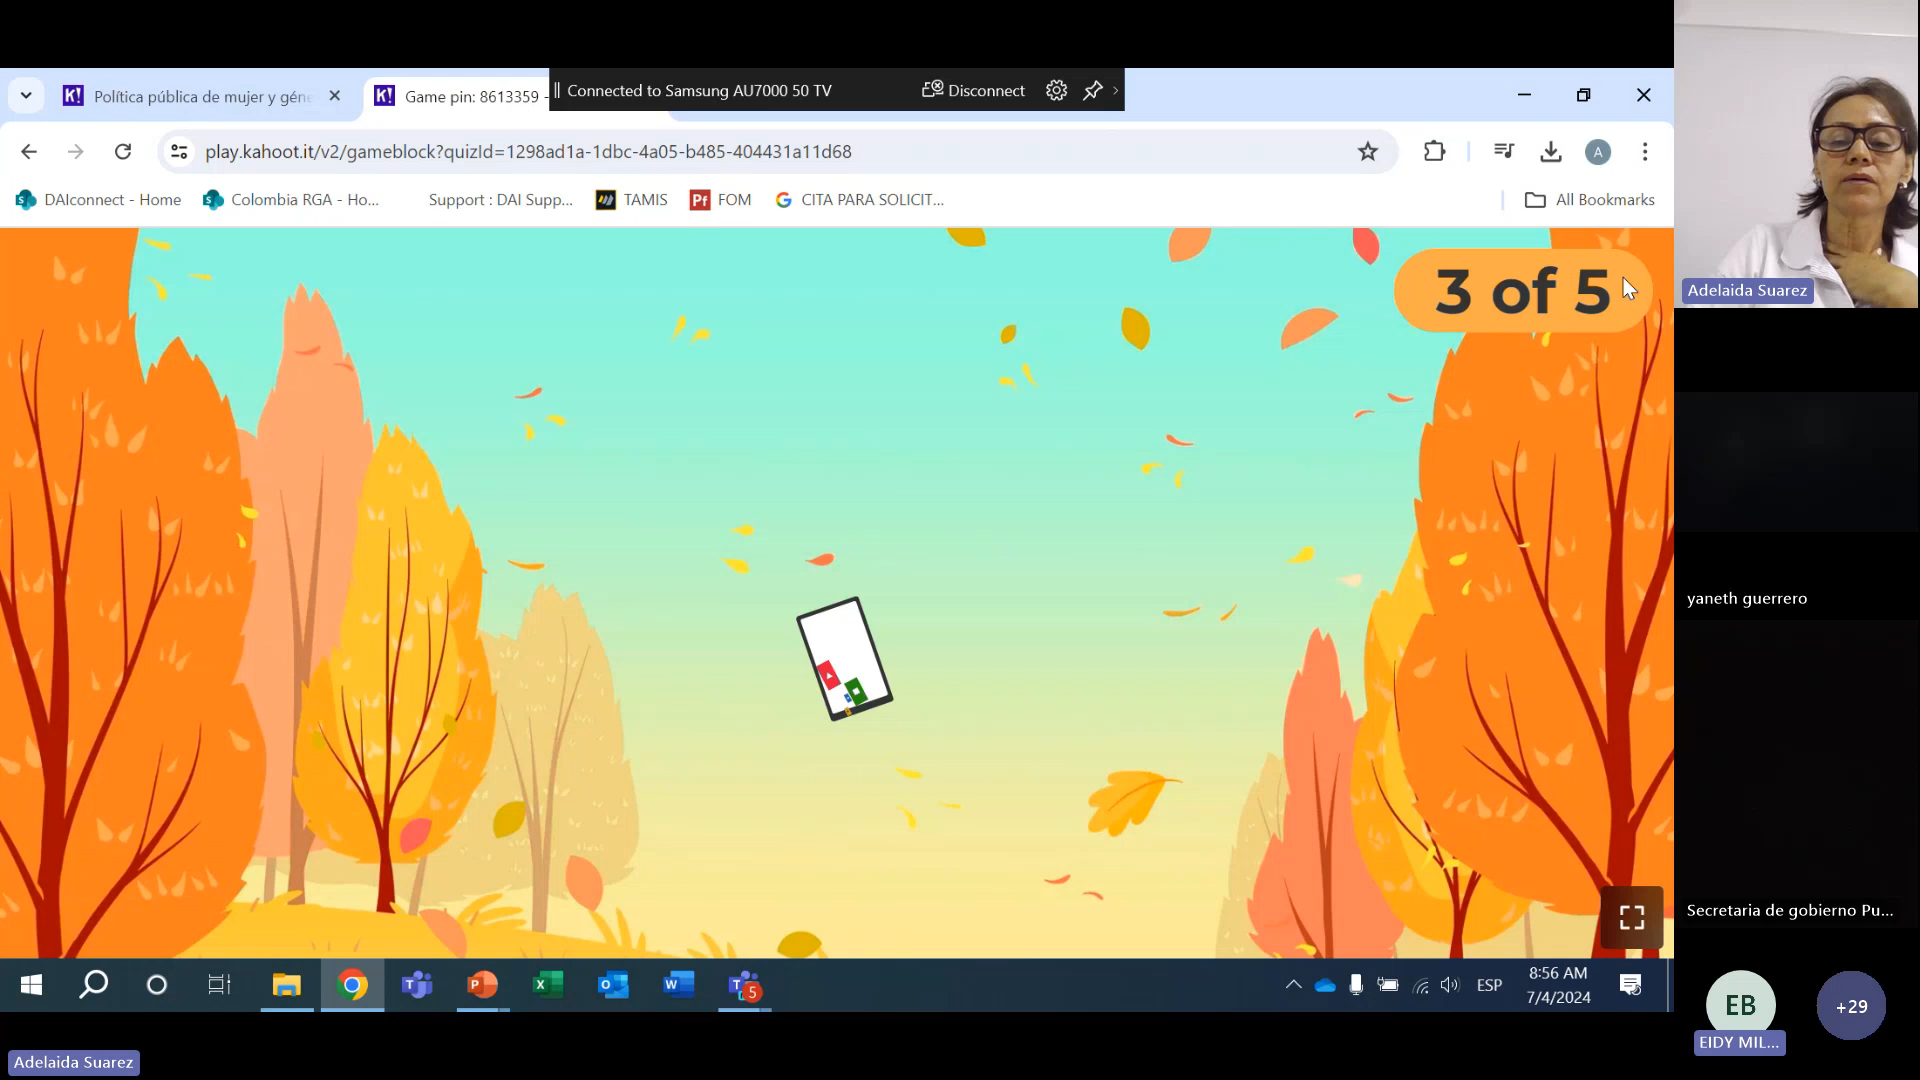 Política pública de mujer y géne
Game pin: 8613359 -
Connected to Samsung AU7000 50 TV
Disconnect
play.kahoot.it/v2/gameblock?quizId=1298ad1a-1dbc-4a05-b485-404431a11d68
A
DAIconnect - Home
Colombia RGA - Ho...
Support : DAI Supp...
TAMIS
Pf FOM
CITA PARA SOLICIT...
All Bookmarks
3 of 5
Adelaida Suarez
yaneth guerrero
Secretaria de gobierno Pu...
EB
EIDY MIL...
+29
5
ESP
8:56 AM
7/4/2024
Adelaida Suarez